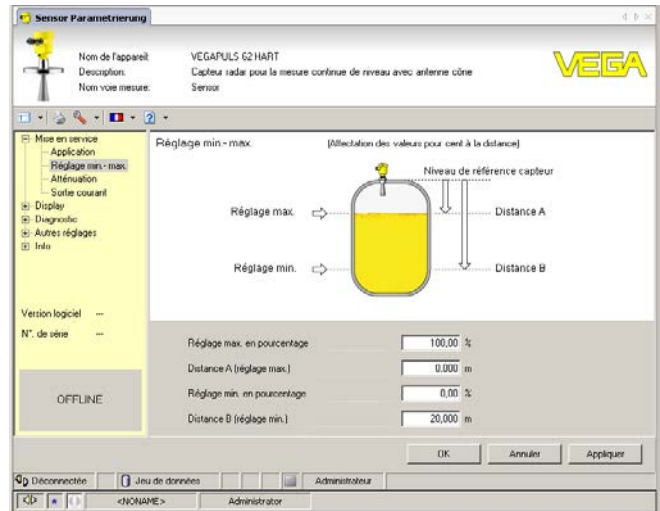 Sensor Parametrierung
Nom de l'appareil: VEGAPULS 62 HART
Description: Capteur radar pour la mesure continue de niveau avec antenne cône
Nom voie mesure: Sensor
VEGA
Mise en service
Application
Réglage min.- max.
Atténuation
Sortie courant
Display
Diagnostic
Autres réglages
Info
Version logiciel ---
N°. de série ---
OFFLINE
Réglage min.- max. (Affectation des valeurs pour cent à la distance)
Niveau de référence capteur
Réglage max. Distance A
Réglage min. Distance B
Réglage max. en pourcentage 100,00 %
Distance A (réglage max.) 0,000 m
Réglage min. en pourcentage 0,00 %
Distance B (réglage min.) 20,000 m
OK Annuler Appliquer
Déconnectée Jeu de données Administrateur
<NONAME> Administrator